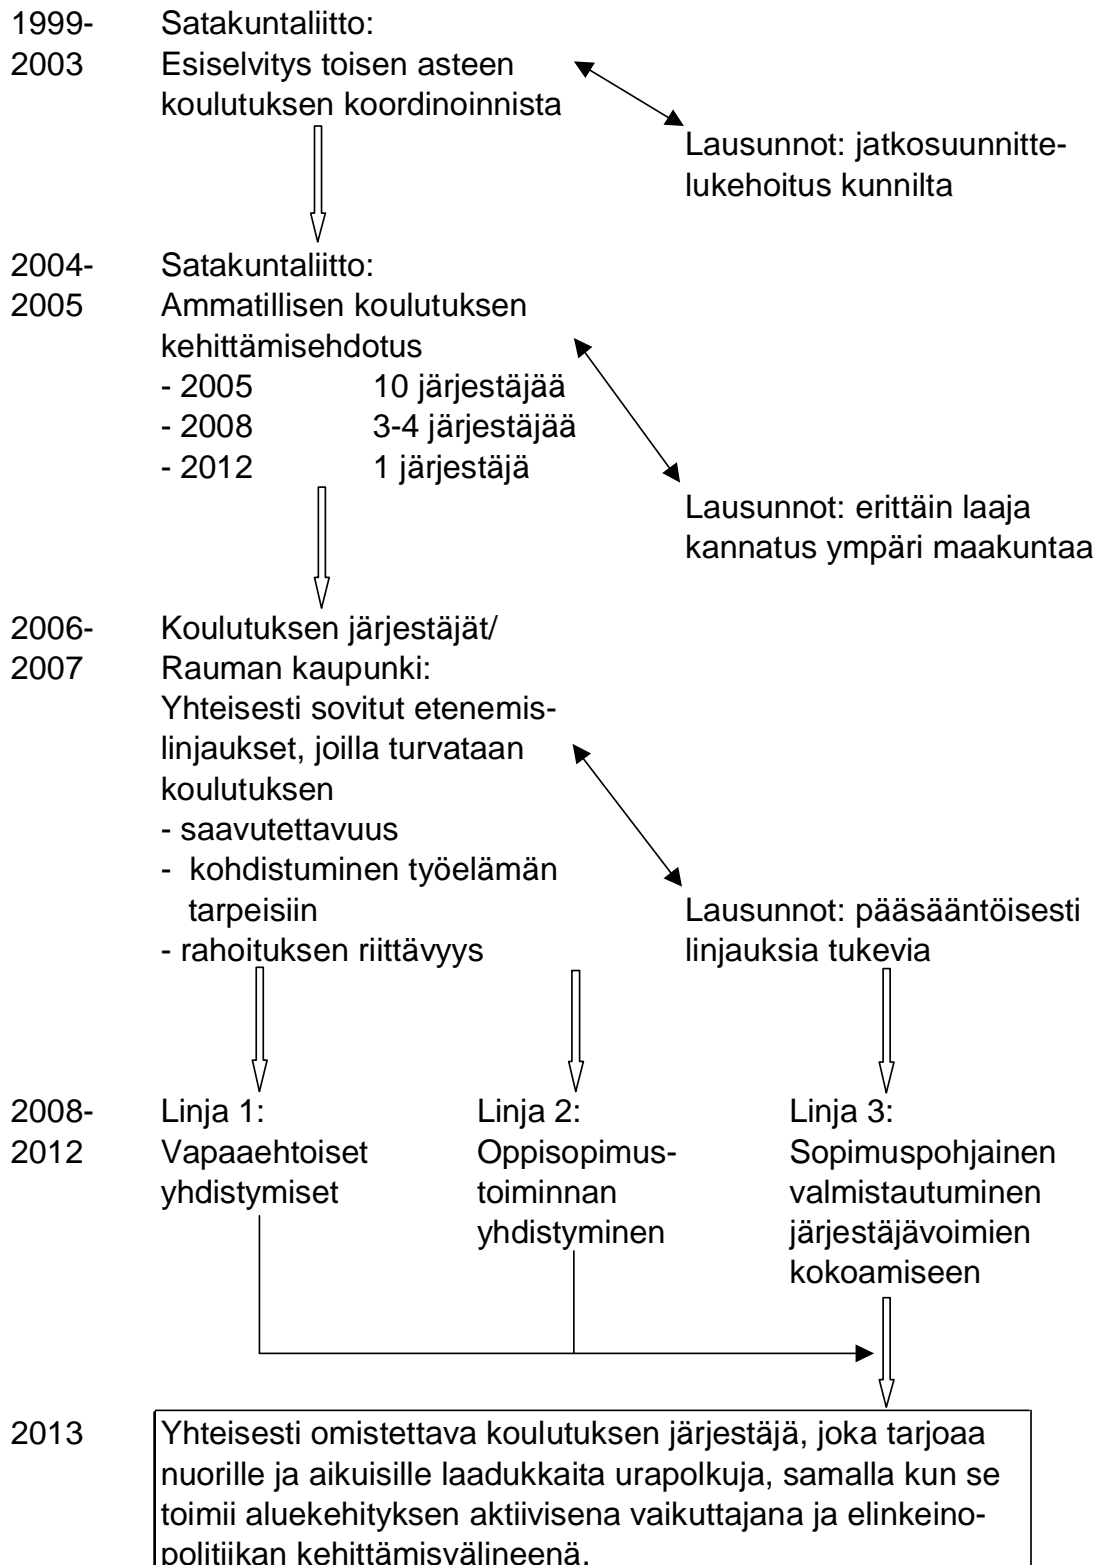 1999- Satakuntaliitto:
2003 Esiselvitys toisen asteen
koulutuksen koordinoinnista
Lausunnot: jatkosuunnitte-
lukehoitus kunnilta
2004- Satakuntaliitto:
2005 Ammatillisen koulutuksen
kehittämisehdotus
- 2005 10 järjestäjää
- 2008 3-4 järjestäjää
- 2012 1 järjestäjä
Lausunnot: erittäin laaja
kannatus ympäri maakuntaa
2006- Koulutuksen järjestäjät/
2007 Rauman kaupunki:
Yhteisesti sovitut etenemis-
linjaukset, joilla turvataan
koulutuksen
- saavutettavuus
- kohdistuminen työelämän
tarpeisiin
- rahoituksen riittävyys
Lausunnot: pääsääntöisesti
linjauksia tukevia
2008-
2012
Linja 1:
Vapaaehtoiset
yhdistymiset
Linja 2:
Oppisopimus-
toiminnan
yhdistyminen
Linja 3:
Sopimuspohjainen
valmistautuminen
järjestäjävoimien
kokoamiseen
2013 Yhteisesti omistettava koulutuksen järjestäjä, joka tarjoaa
nuorille ja aikuisille laadukkaita urapolkuja, samalla kun se
toimii aluekehityksen aktiivisena vaikuttajana ja elinkeino-
politiikan kehittämisvälineenä.